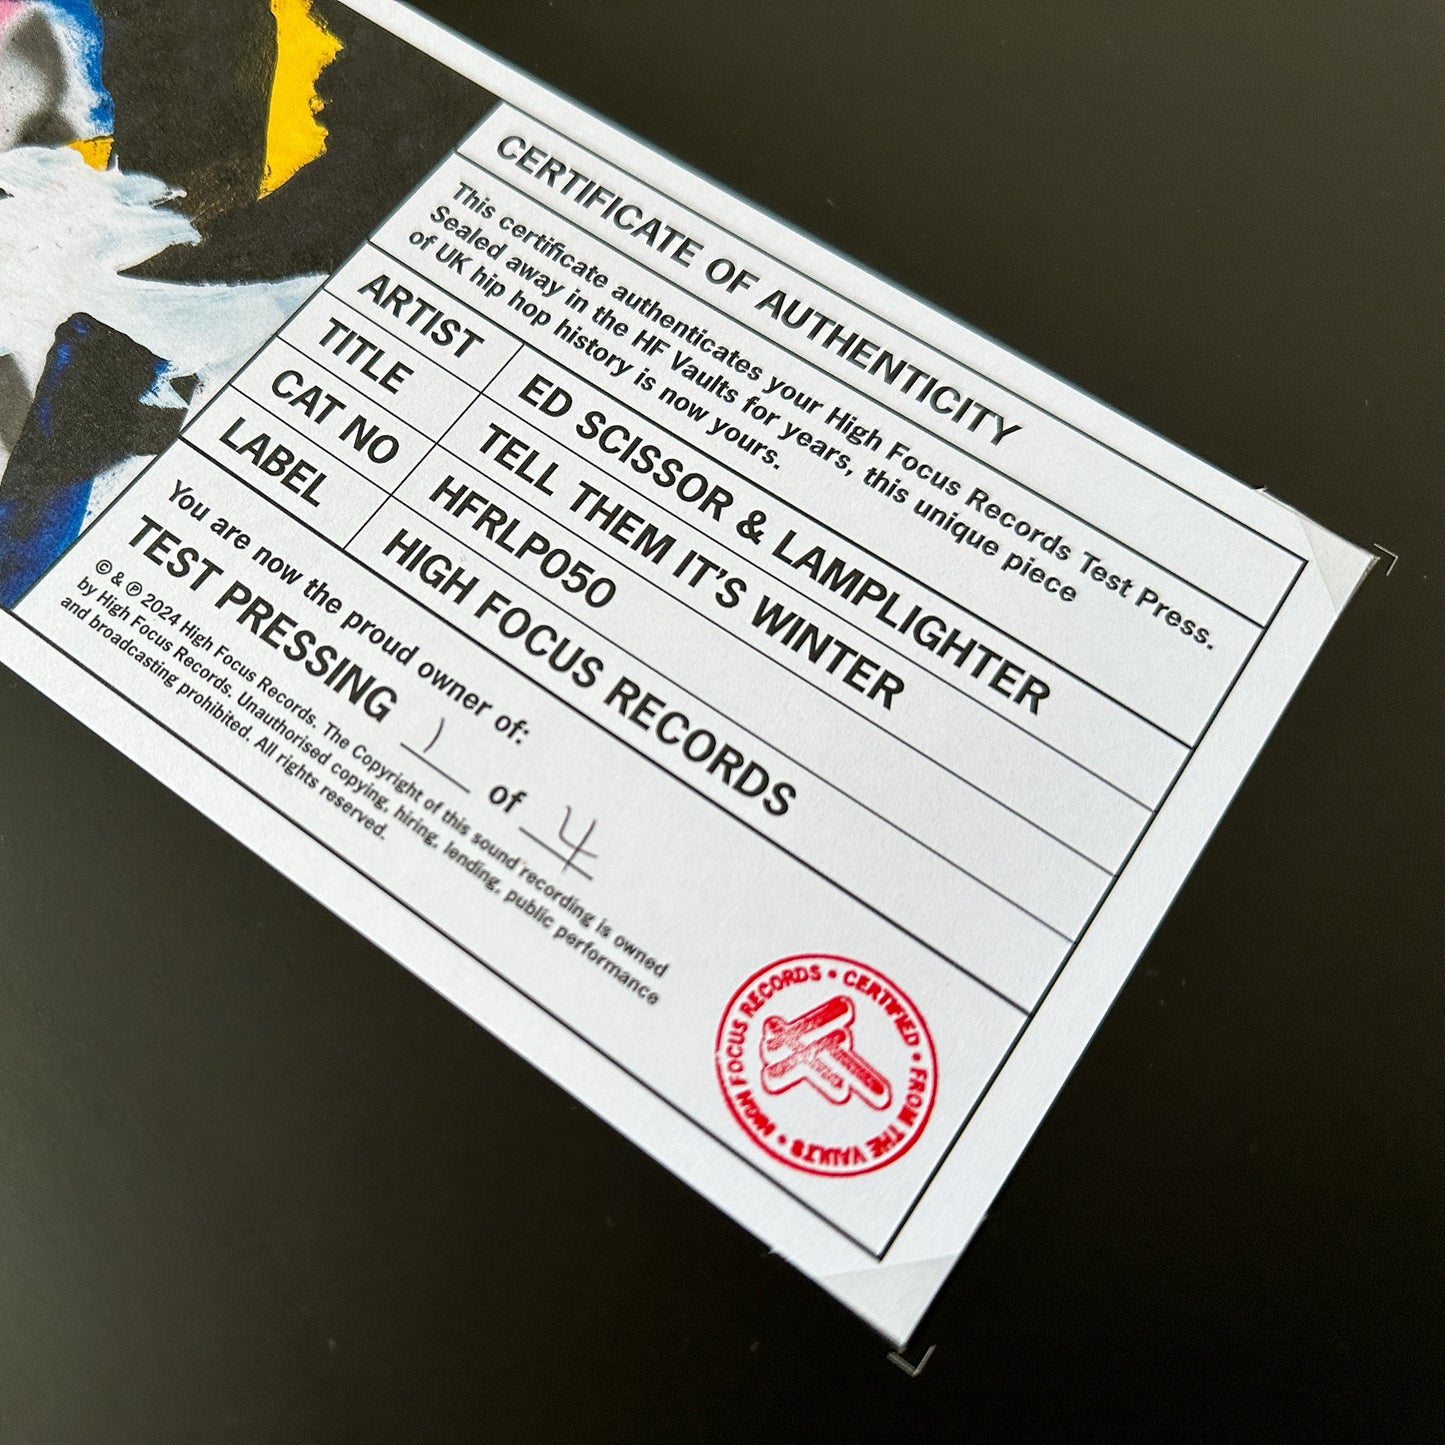 CERTIFICATE OF AUTHENTICITY
This certificate authenticates your High Focus Records Test Press.
Sealed away in the HF Vaults for years, this unique piece
of UK hip hop history is now yours.
ARTIST ED SCISSOR & LAMPLIGHTER
TITLE TELL THEM IT'S WINTER
CAT NO HFRLP050
LABEL HIGH FOCUS RECORDS
You are now the proud owner of:
TEST PRESSING 1 of 4
© & ℗ 2024 High Focus Records. The Copyright of this sound recording is owned
by High Focus Records. Unauthorised copying, hiring, lending, public performance
and broadcasting prohibited. All rights reserved.
HIGH FOCUS RECORDS • CERTIFIED • FROM THE VAULTS •